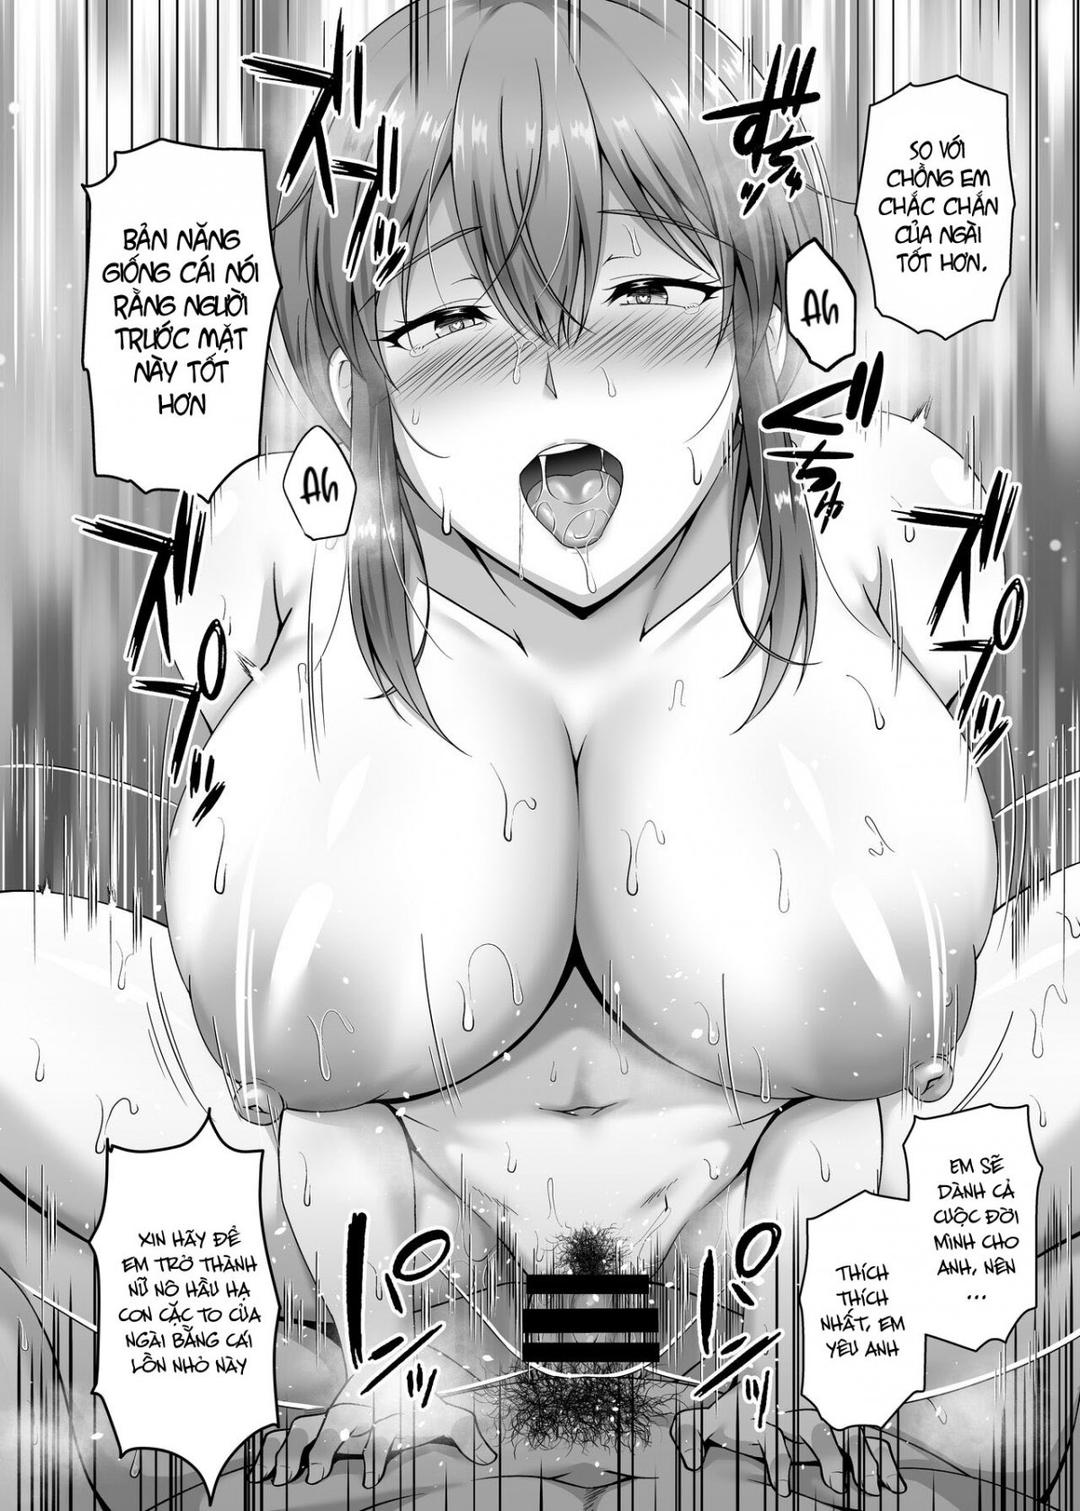 SO VỚI
CHỒNG EM
CHẮC CHẮN
CỦA NGÀI
TỐT HƠN.
BẢN NĂNG
GIỐNG CÁI NÓI
RẰNG NGƯỜI
TRƯỚC MẶT
NÀY TỐT
HƠN
Ah
Ah
EM SẼ
DÀNH CẢ
CUỘC ĐỜI
MÌNH CHO
ANH, NÊN
...
THÍCH
THÍCH
NHẤT, EM
YÊU ANH
XIN HÃY ĐỂ
EM TRỞ THÀNH
NỮ NÔ HẦU HẠ
CON CẶC TO CỦA
NGÀI BẰNG CÁI
LỒN NHỎ NÀY